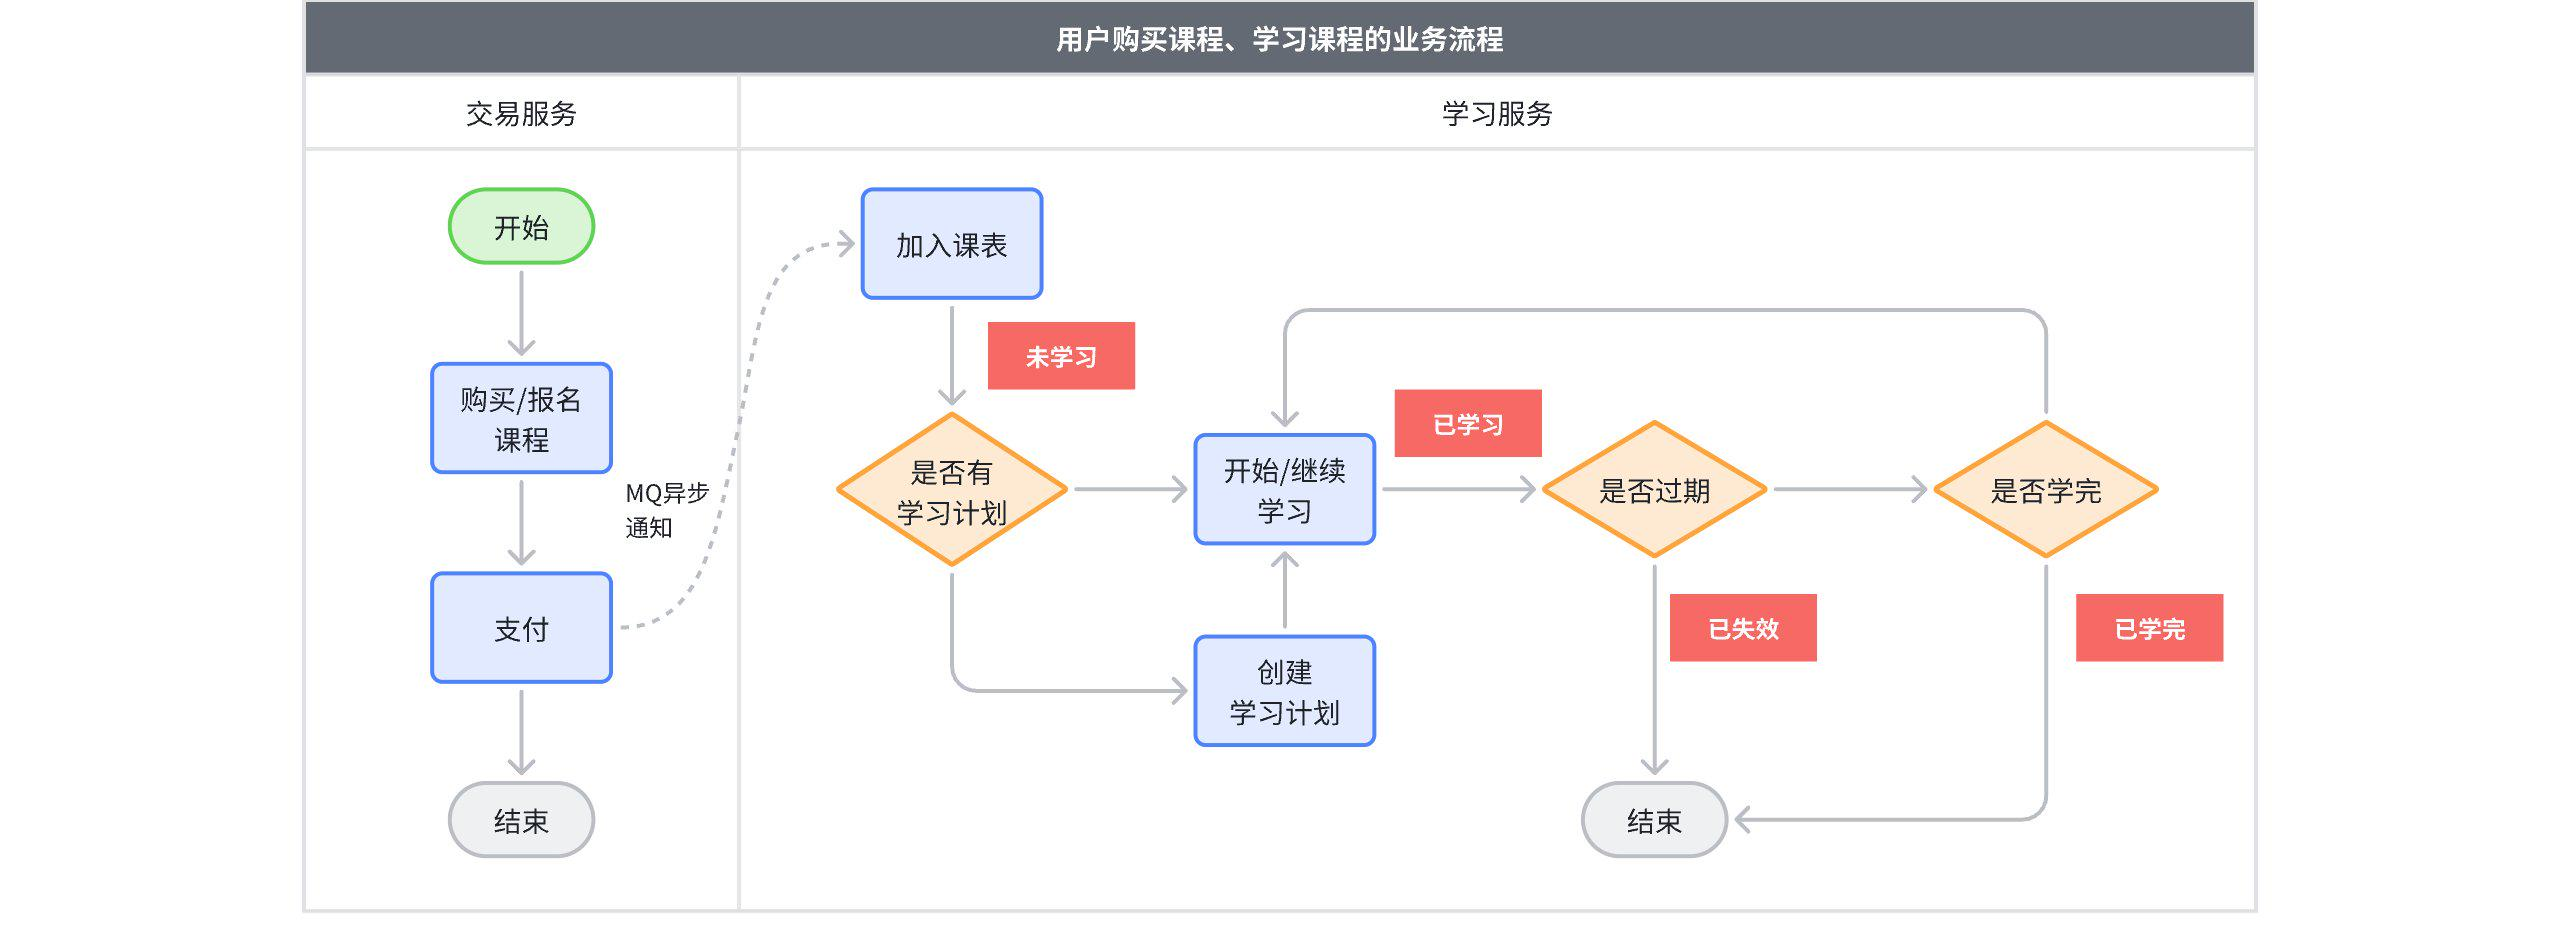 用户购买课程、学习课程的业务流程
交易服务
学习服务
开始
购买/报名
课程
MQ异步
通知
支付
结束
加入课表
未学习
是否有
学习计划
开始/继续
学习
创建
学习计划
已学习
是否过期
是否学完
已失效
已学完
结束